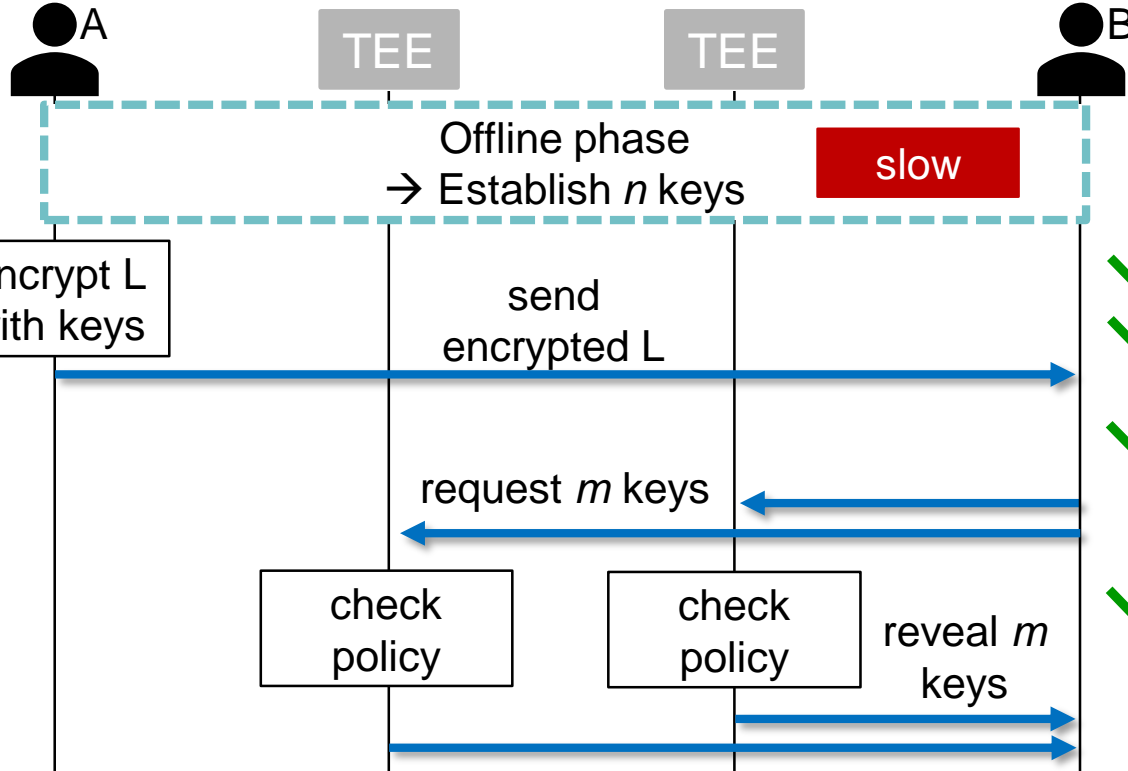 A
TEE
TEE
B
Offline phase
→ Establish n keys
slow
ncrypt L
ith keys
send
encrypted L
request m keys
check
policy
check
policy
reveal m
keys